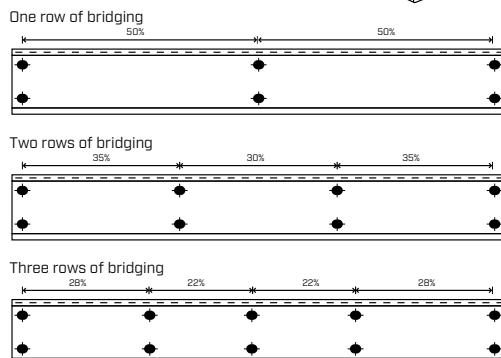 One row of bridging
50% 50%
Two rows of bridging
35% 30% 35%
Three rows of bridging
28% 22% 22% 28%